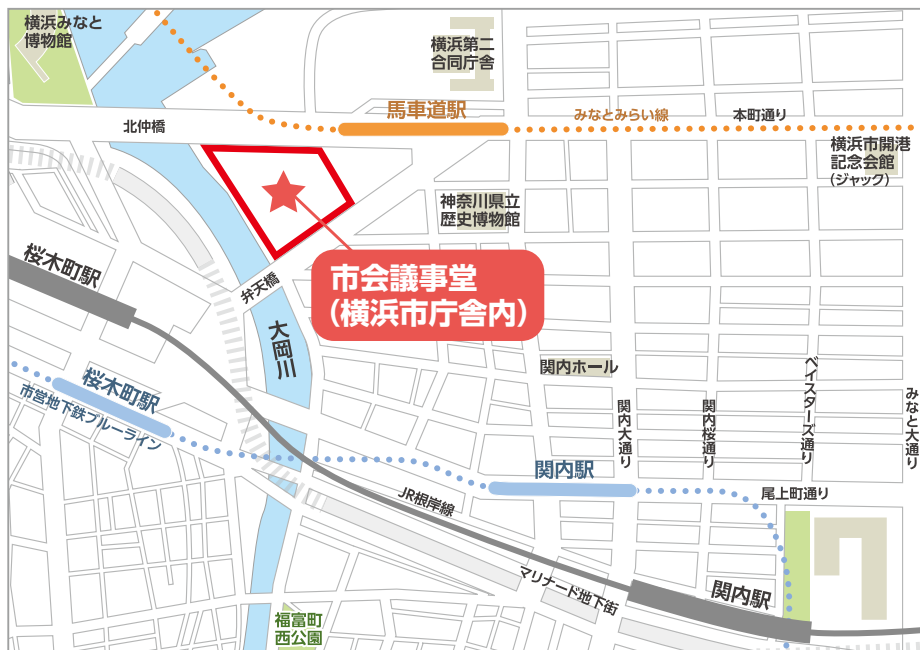 横浜みなと
博物館
横浜第二
合同庁舎
馬車道駅
みなとみらい線
本町通り
北仲橋
横浜市開港
記念会館
(ジャック)
神奈川県立
歴史博物館
桜木町駅
弁天橋
市会議事堂
(横浜市庁舎内)
大岡川
関内ホール
桜木町駅
市営地下鉄ブルーライン
関内大通り
関内桜通り
ベイスターズ通り
みなと大通り
関内駅
尾上町通り
JR根岸線
マリナード地下街
関内駅
福富町
西公園